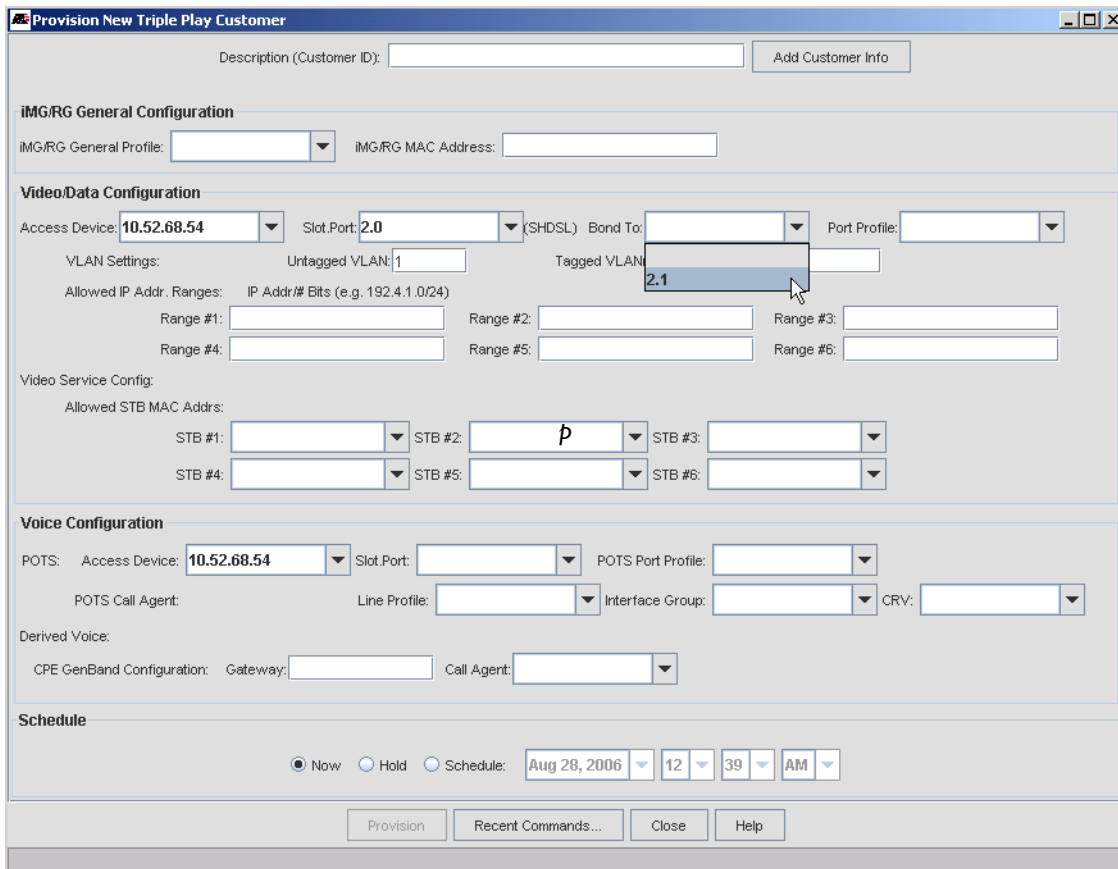 Provision New Triple Play Customer
Description (Customer ID): Add Customer Info
iMG/RG General Configuration
iMG/RG General Profile: iMG/RG MAC Address:
Video/Data Configuration
Access Device: 10.52.68.54 Slot.Port: 2.0 (SHDSL) Bond To: Port Profile:
VLAN Settings: Untagged VLAN: 1 Tagged VLAN
2.1
Allowed IP Addr. Ranges: IP Addr/# Bits (e.g. 192.4.1.0/24)
Range #1: Range #2: Range #3:
Range #4: Range #5: Range #6:
Video Service Config:
Allowed STB MAC Addrs:
STB #1: STB #2: þ STB #3:
STB #4: STB #5: STB #6:
Voice Configuration
POTS: Access Device: 10.52.68.54 Slot.Port: POTS Port Profile:
POTS Call Agent: Line Profile: Interface Group: CRV:
Derived Voice:
CPE GenBand Configuration: Gateway: Call Agent:
Schedule
Now Hold Schedule: Aug 28, 2006 12 39 AM
Provision Recent Commands... Close Help